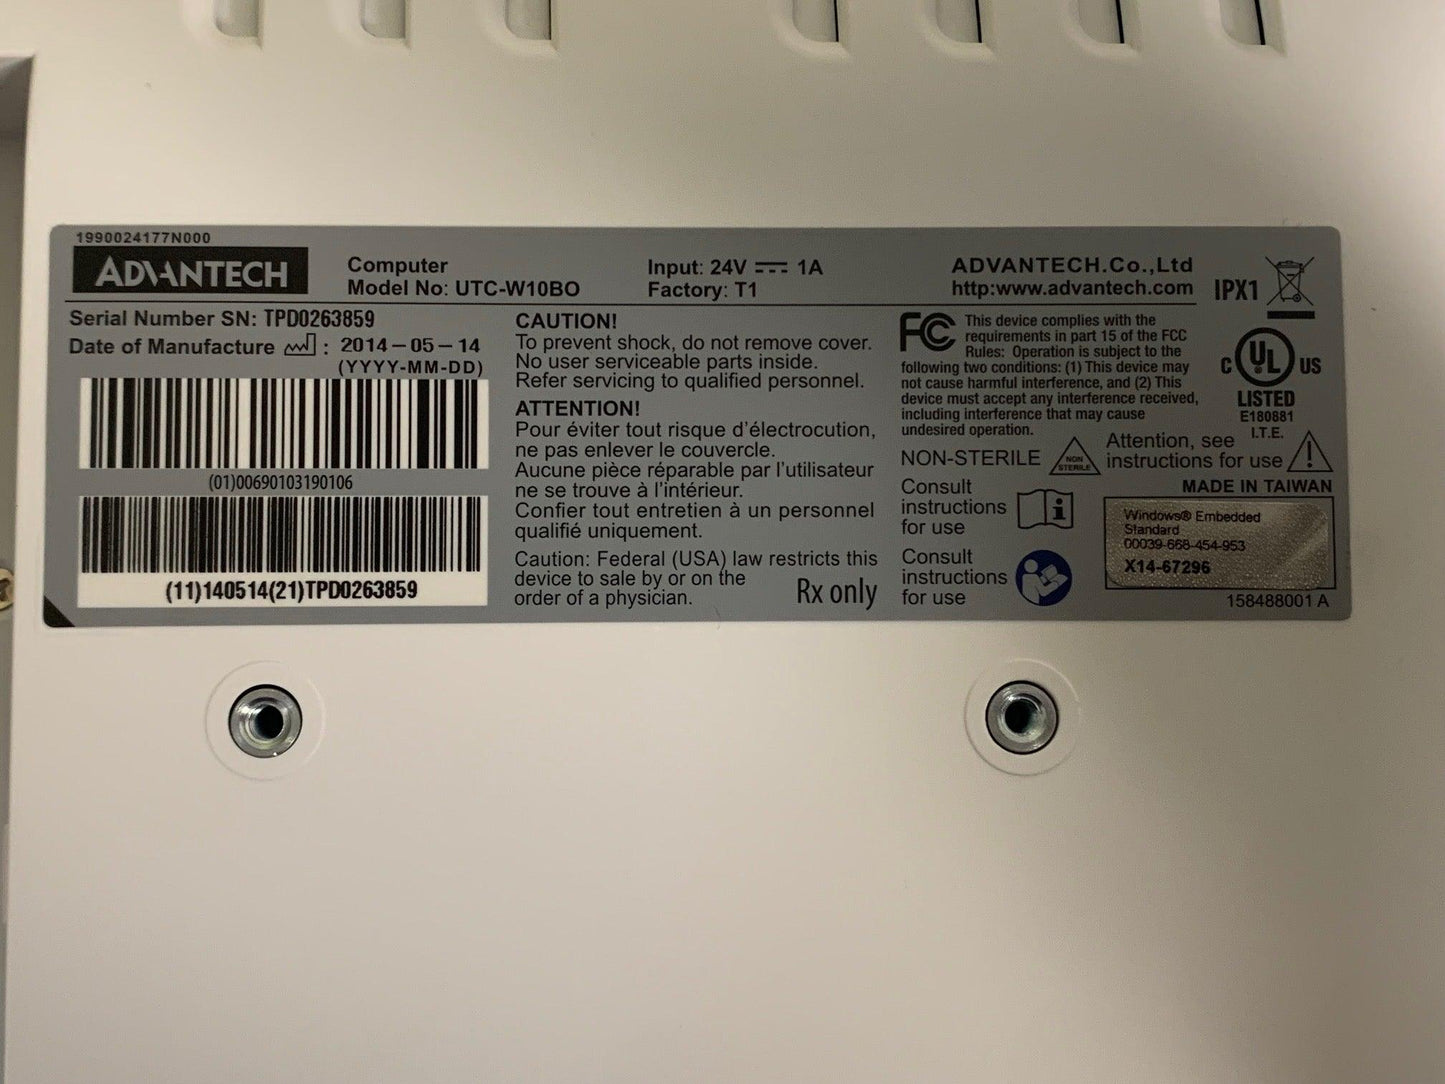 1990024177N000
ADVANTECH
Computer
Model No: UTC-W10BO
Input: 24V 1A
Factory: T1
ADVANTECH.Co.,Ltd
http:www.advantech.com
IPX1
Serial Number SN: TPD0263859
Date of Manufacture : 2014-05-14
(YYYY-MM-DD)
(01)00690103190106
(11)140514(21)TPD0263859
CAUTION!
To prevent shock, do not remove cover.
No user serviceable parts inside.
Refer servicing to qualified personnel.
ATTENTION!
Pour éviter tout risque d'électrocution,
ne pas enlever le couvercle.
Aucune pièce réparable par l'utilisateur
ne se trouve à l'intérieur.
Confier tout entretien à un personnel
qualifié uniquement.
Caution: Federal (USA) law restricts this
device to sale by or on the
order of a physician.
Rx only
FC
This device complies with the
requirements in part 15 of the FCC
Rules: Operation is subject to the
following two conditions: (1) This device may
not cause harmful interference, and (2) This
device must accept any interference received,
including interference that may cause
undesired operation.
C UL US
LISTED
E180881
I.T.E.
NON-STERILE
NON
STERILE
Attention, see
instructions for use
Consult
instructions
for use
i
Consult
instructions
for use
MADE IN TAIWAN
Windows® Embedded
Standard
00039-668-454-953
X14-67296
158488001 A